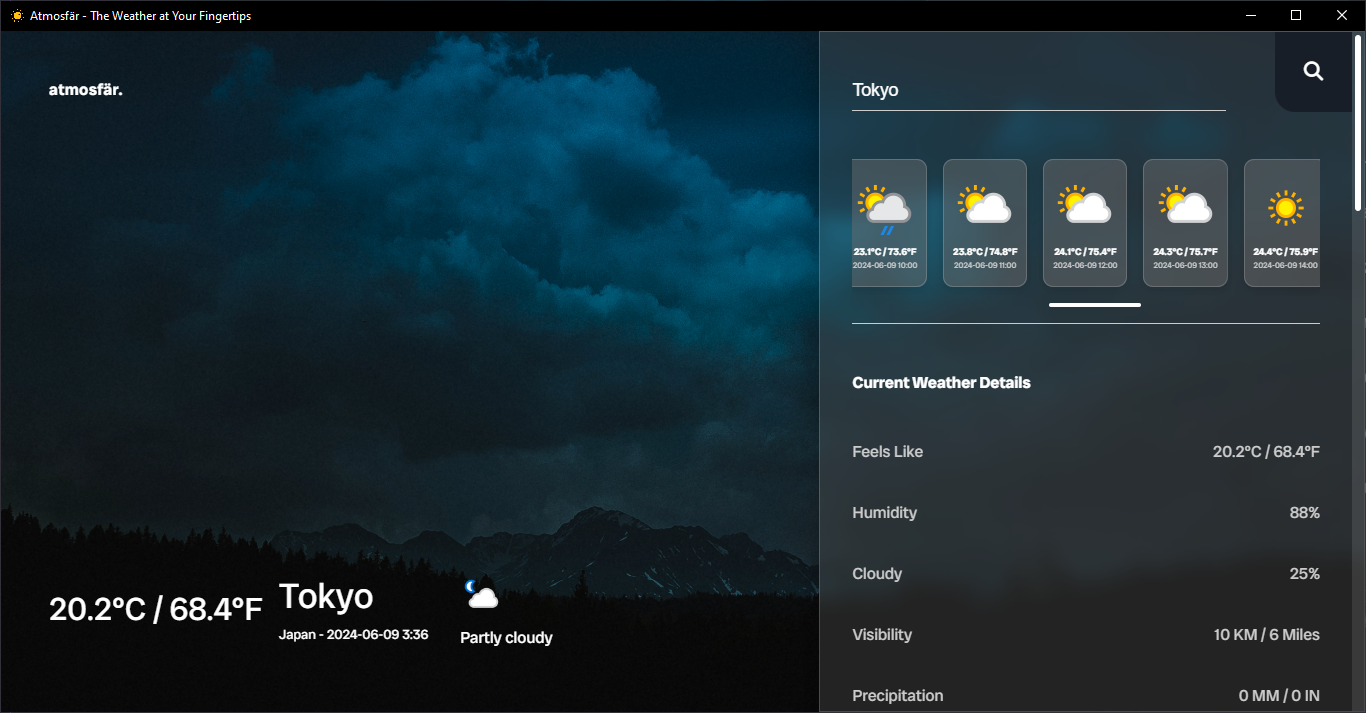 Atmosfär - The Weather at Your Fingertips
atmosfär.
20.2°C / 68.4°F
Tokyo
Japan - 2024-06-09 3:36
Partly cloudy
Tokyo
23.1°C / 73.6°F
2024-06-09 10:00
23.8°C / 74.8°F
2024-06-09 11:00
24.1°C / 75.4°F
2024-06-09 12:00
24.3°C / 75.7°F
2024-06-09 13:00
24.4°C / 75.9°F
2024-06-09 14:00
Current Weather Details
Feels Like 20.2°C / 68.4°F
Humidity 88%
Cloudy 25%
Visibility 10 KM / 6 Miles
Precipitation 0 MM / 0 IN